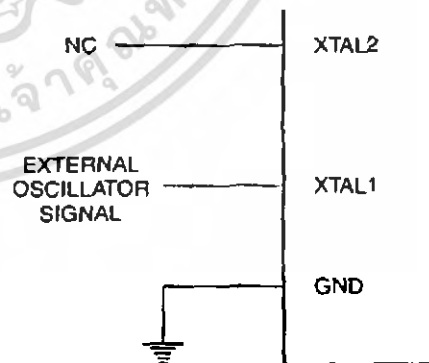 NC
XTAL2
EXTERNAL
OSCILLATOR
SIGNAL
XTAL1
GND